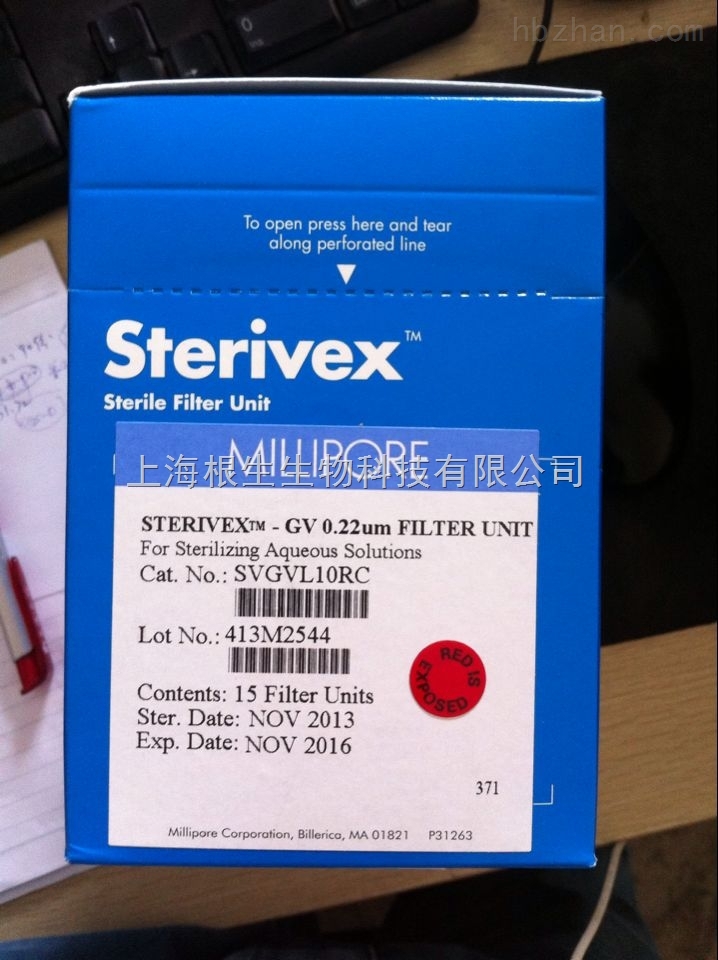 hbzhan.com
To open press here and tear
along perforated line
Sterivex™
Sterile Filter Unit
MILLIPORE
上海根生生物科技有限公司
STERIVEX™ - GV 0.22um FILTER UNIT
For Sterilizing Aqueous Solutions
Cat. No.: SVGVL10RC
Lot No.: 413M2544
RED IS
EXPOSED
Contents: 15 Filter Units
Ster. Date: NOV 2013
Exp. Date: NOV 2016
371
Millipore Corporation, Billerica, MA 01821 P31263